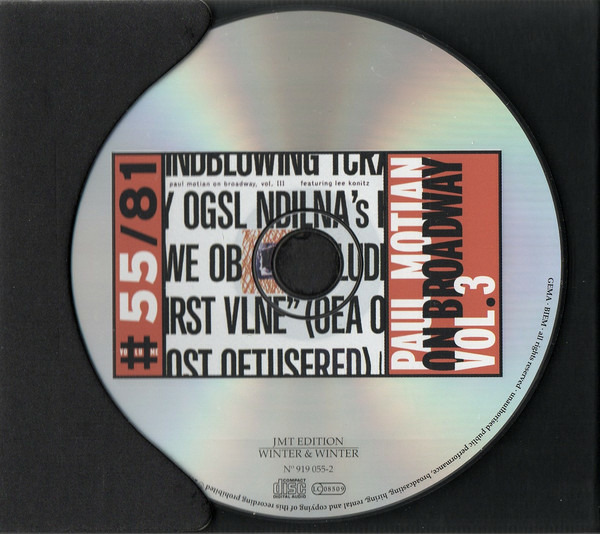 # 55/81
INDBLOWING TCRA
paul motian on broadway, vol. III featuring lee konitz
Y OGSL NDILNA's
WE OB LUDI
IRST VLNE" (OEA O
OST OFTUSERED)
PAUL MOTIAN
ON BROADWAY
VOL.3
JMT EDITION
WINTER & WINTER
N° 919 055-2
COMPACT
disc
DIGITAL AUDIO
LC 08509
GEMA · BIEM · all rights reserved · unauthorised public performance, broadcasting, hiring, rental and copying of this recording prohibited